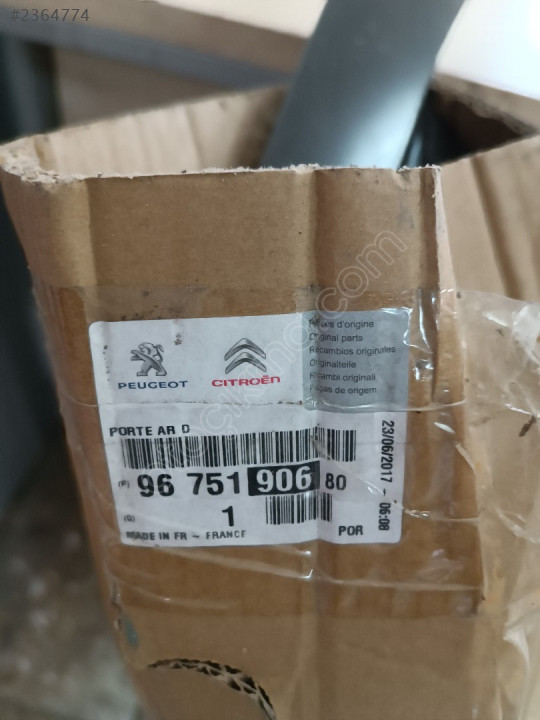 #2364774
PEUGEOT
CITROËN
Pièces d'origine
Original parts
Recambios originales
Originalteile
Ricambi originali
Peças de origem
PORTE AR D
(P) 96 751 906 80
(Q) 1
MADE IN FR - FRANCE
POR
23/06/2017 - 06:08